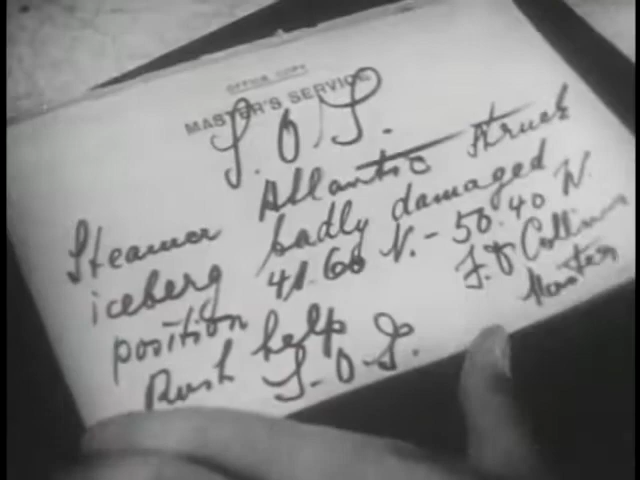 OFFICE COPY
MASTER'S SERVICE
S.O.S.
Steamer Atlantic struck
iceberg badly damaged
position 41.60 N. - 50.40 W.
Rush help J. F. Collins
S.O.S. Master